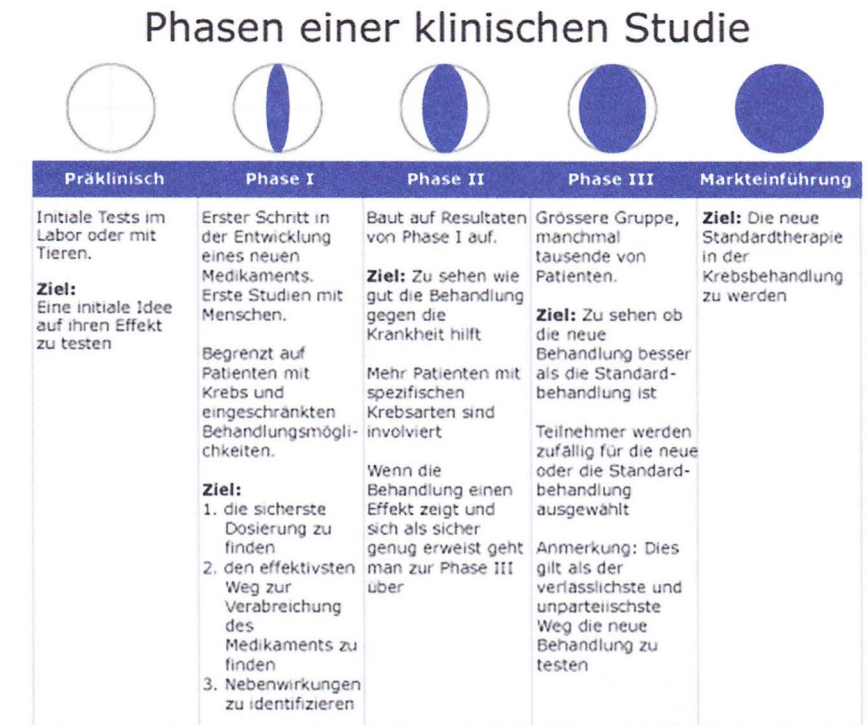 Phasen einer klinischen Studie
Präklinisch
Phase I
Phase II
Phase III
Markteinführung
Initiale Tests im
Labor oder mit
Tieren.
Ziel:
Eine initiale Idee
auf ihren Effekt
zu testen
Erster Schritt in
der Entwicklung
eines neuen
Medikaments.
Erste Studien mit
Menschen.
Begrenzt auf
Patienten mit
Krebs und
eingeschränkten
Behandlungsmögli-
chkeiten.
Ziel:
1. die sicherste
Dosierung zu
finden
2. den effektivsten
Weg zur
Verabreichung
des
Medikaments zu
finden
3. Nebenwirkungen
zu identifizieren
Baut auf Resultaten
von Phase I auf.
Ziel: Zu sehen wie
gut die Behandlung
gegen die
Krankheit hilft
Mehr Patienten mit
spezifischen
Krebsarten sind
involviert
Wenn die
Behandlung einen
Effekt zeigt und
sich als sicher
genug erweist geht
man zur Phase III
über
Grössere Gruppe,
manchmal
tausende von
Patienten.
Ziel: Zu sehen ob
die neue
Behandlung besser
als die Standard-
behandlung ist
Teilnehmer werden
zufällig für die neue
oder die Standard-
behandlung
ausgewählt
Anmerkung: Dies
gilt als der
verlässlichste und
unparteiischste
Weg die neue
Behandlung zu
testen
Ziel: Die neue
Standardtherapie
in der
Krebsbehandlung
zu werden